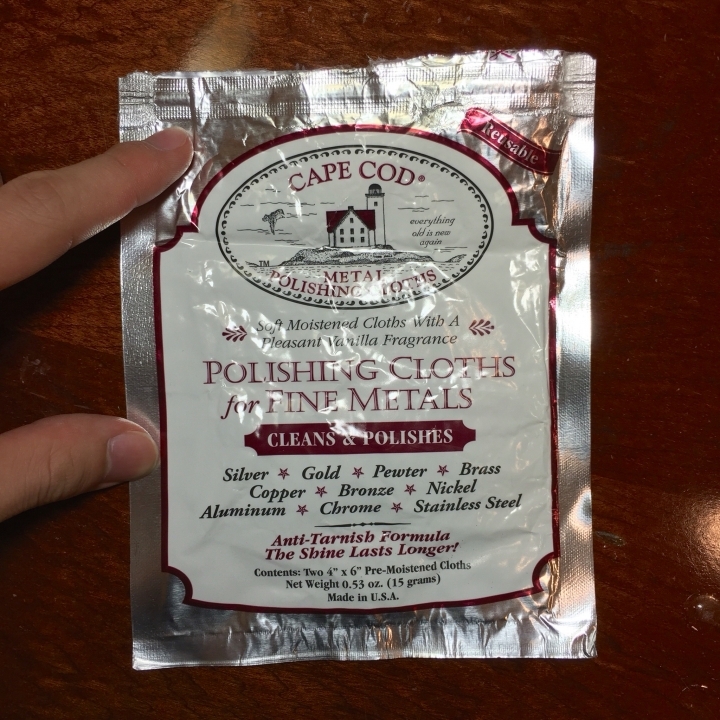 Reusable
CAPE COD®
everything
old is new
again
TM
METAL
POLISHING CLOTHS
Soft Moistened Cloths With A
Pleasant Vanilla Fragrance
POLISHING CLOTHS
for FINE METALS
CLEANS & POLISHES
Silver ★ Gold ★ Pewter ★ Brass
Copper ★ Bronze ★ Nickel
Aluminum ★ Chrome ★ Stainless Steel
Anti-Tarnish Formula
The Shine Lasts Longer!
Contents: Two 4" x 6" Pre-Moistened Cloths
Net Weight 0.53 oz. (15 grams)
Made in U.S.A.